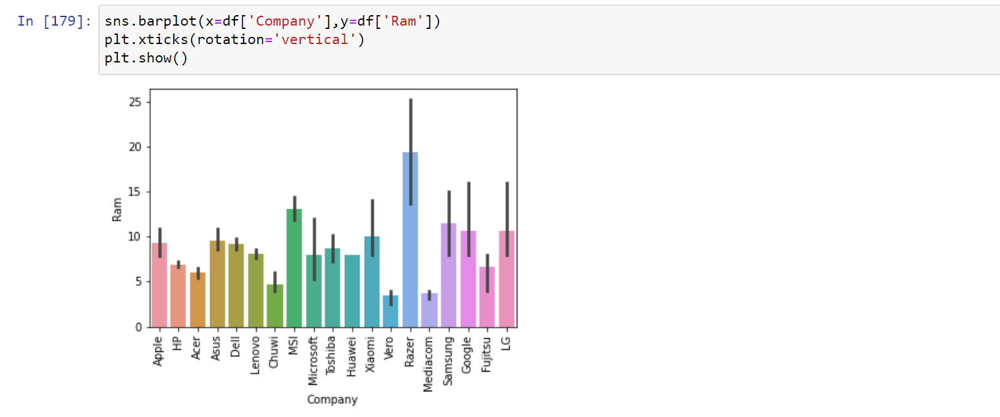 In [179]: sns.barplot(x=df['Company'],y=df['Ram'])
plt.xticks(rotation='vertical')
plt.show()
25
20
15
10
5
0
Ram
Apple
HP
Acer
Asus
Dell
Lenovo
Chuwi
MSI
Microsoft
Toshiba
Huawei
Xiaomi
Vero
Razer
Mediacom
Samsung
Google
Fujitsu
LG
Company